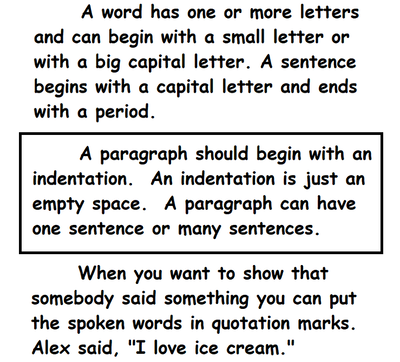 A word has one or more letters
and can begin with a small letter or
with a big capital letter. A sentence
begins with a capital letter and ends
with a period.
A paragraph should begin with an
indentation. An indentation is just an
empty space. A paragraph can have
one sentence or many sentences.
When you want to show that
somebody said something you can put
the spoken words in quotation marks.
Alex said, "I love ice cream."